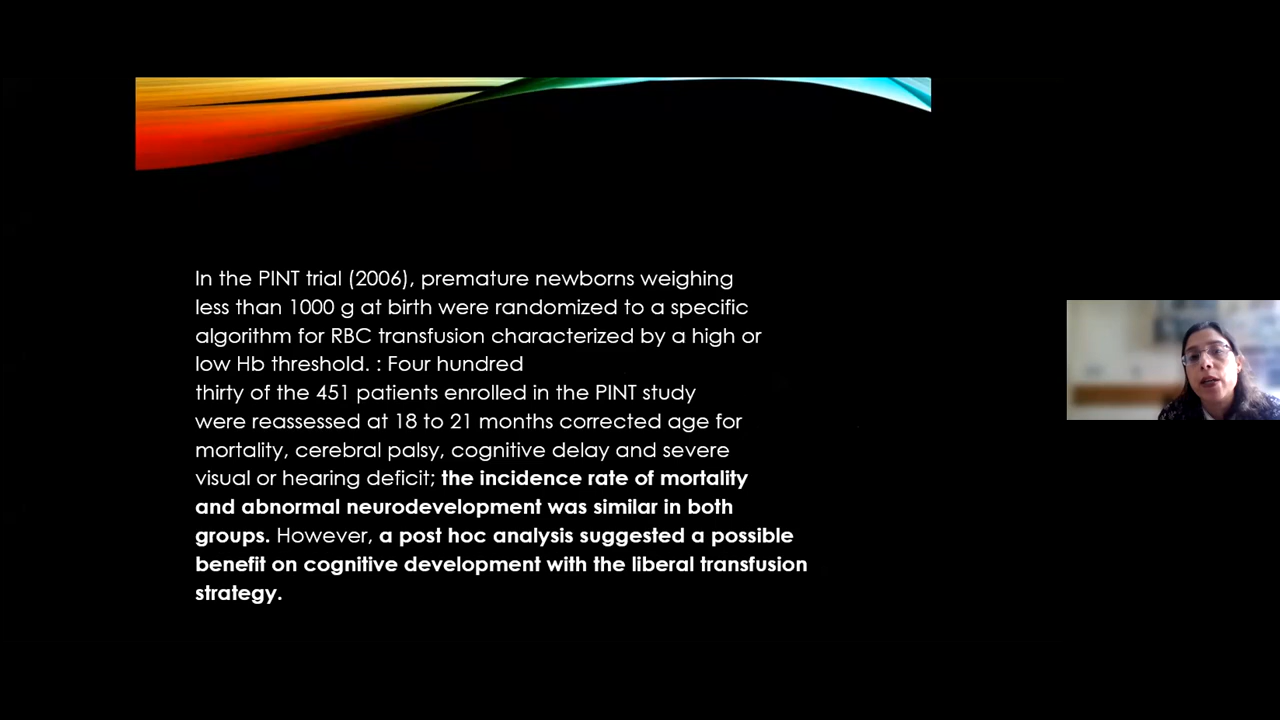 In the PINT trial (2006), premature newborns weighing
less than 1000 g at birth were randomized to a specific
algorithm for RBC transfusion characterized by a high or
low Hb threshold. : Four hundred
thirty of the 451 patients enrolled in the PINT study
were reassessed at 18 to 21 months corrected age for
mortality, cerebral palsy, cognitive delay and severe
visual or hearing deficit; the incidence rate of mortality
and abnormal neurodevelopment was similar in both
groups. However, a post hoc analysis suggested a possible
benefit on cognitive development with the liberal transfusion
strategy.